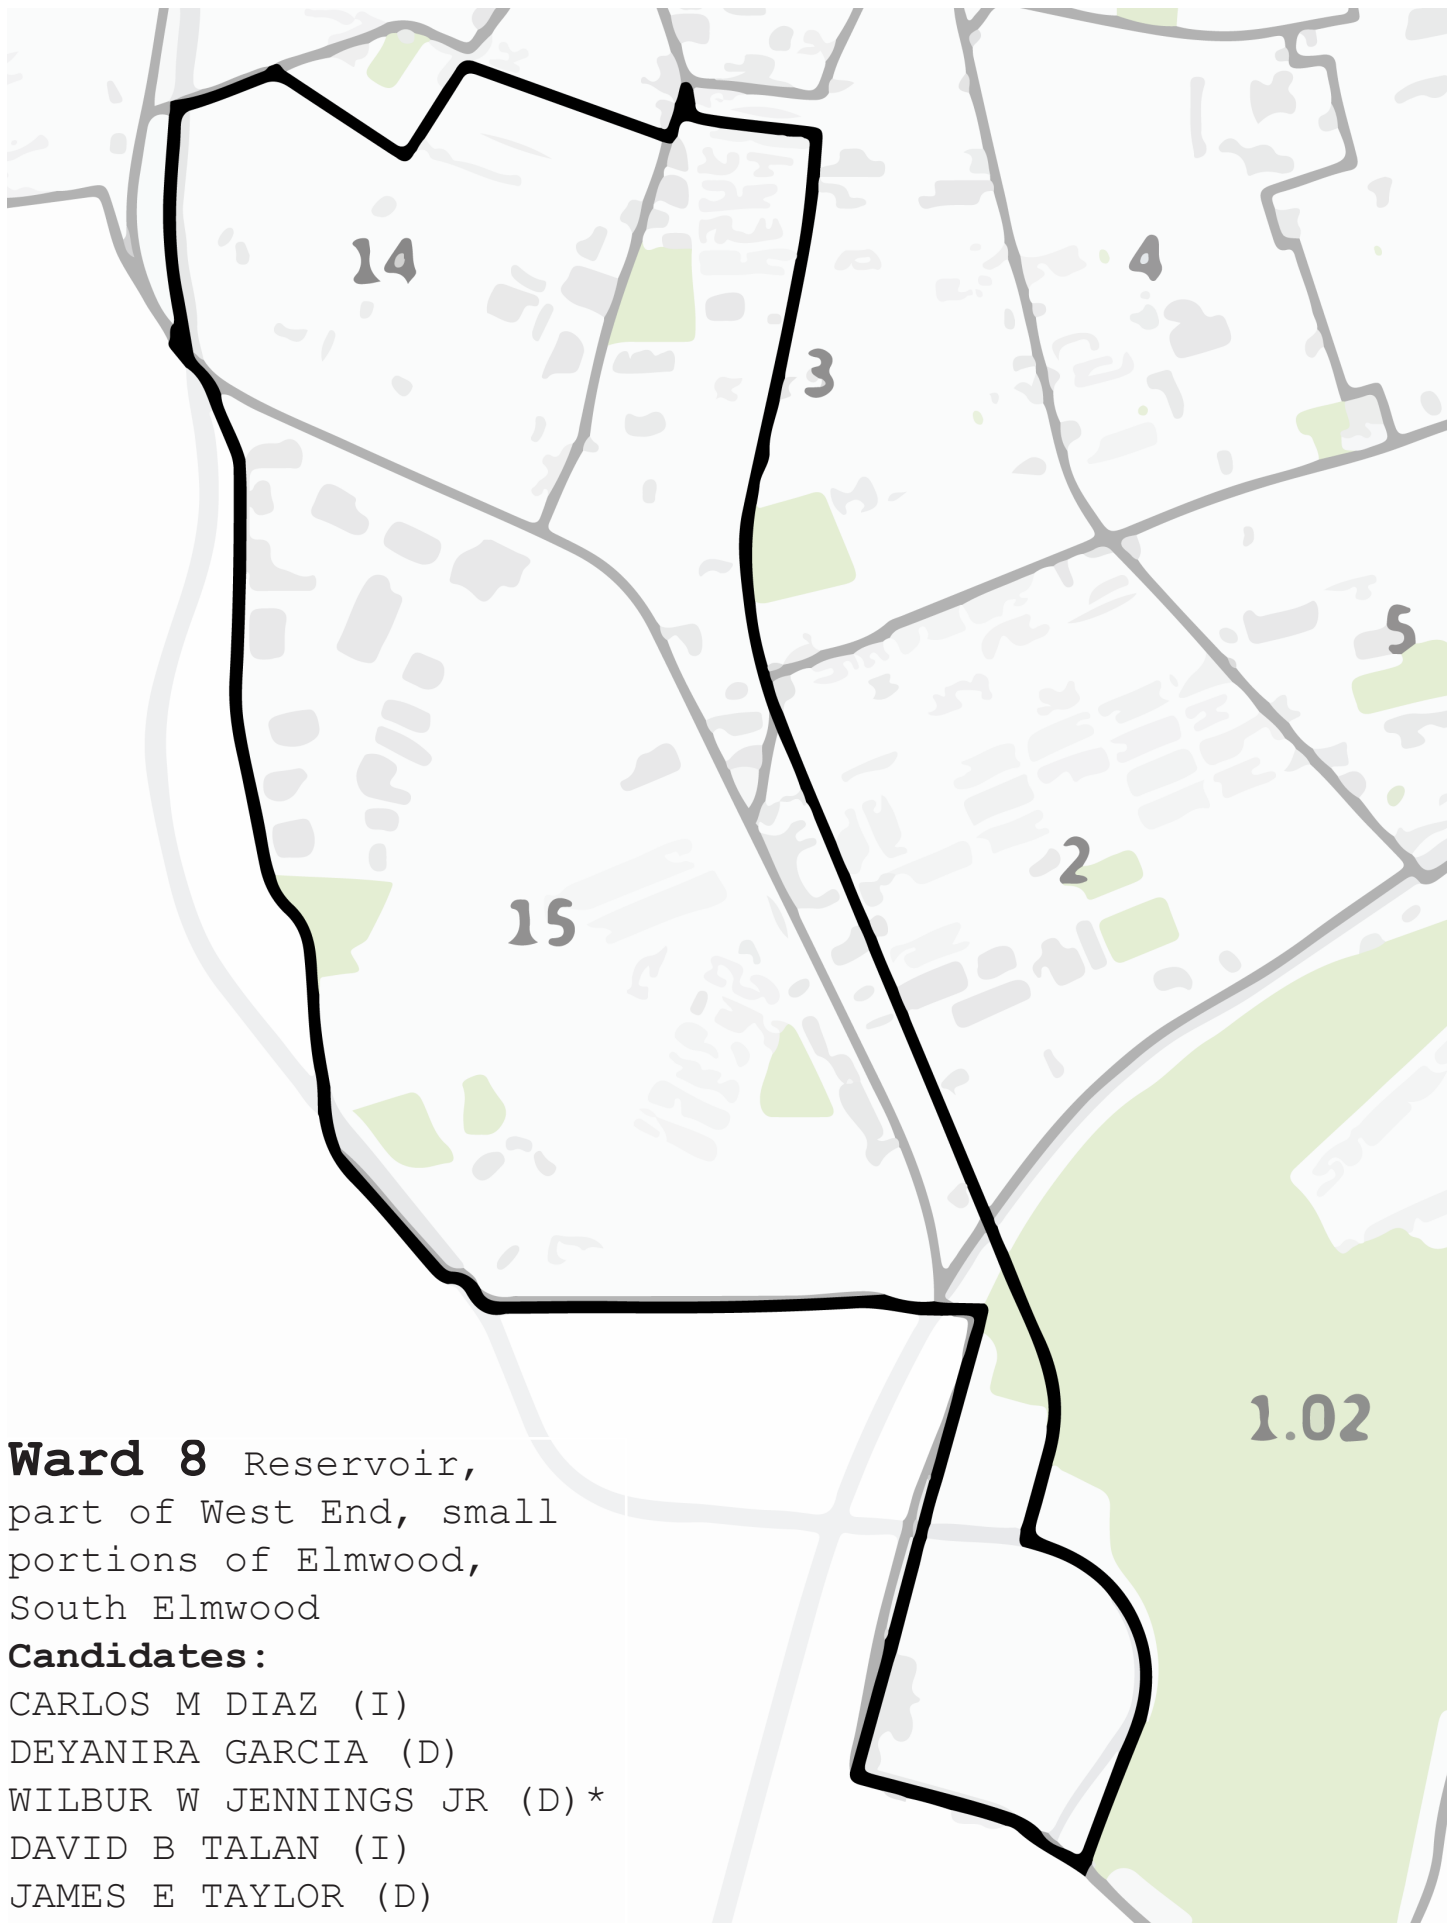 14
4
3
5
2
15
1.02
Ward 8 Reservoir,
part of West End, small
portions of Elmwood,
South Elmwood
Candidates:
CARLOS M DIAZ (I)
DEYANIRA GARCIA (D)
WILBUR W JENNINGS JR (D)*
DAVID B TALAN (I)
JAMES E TAYLOR (D)